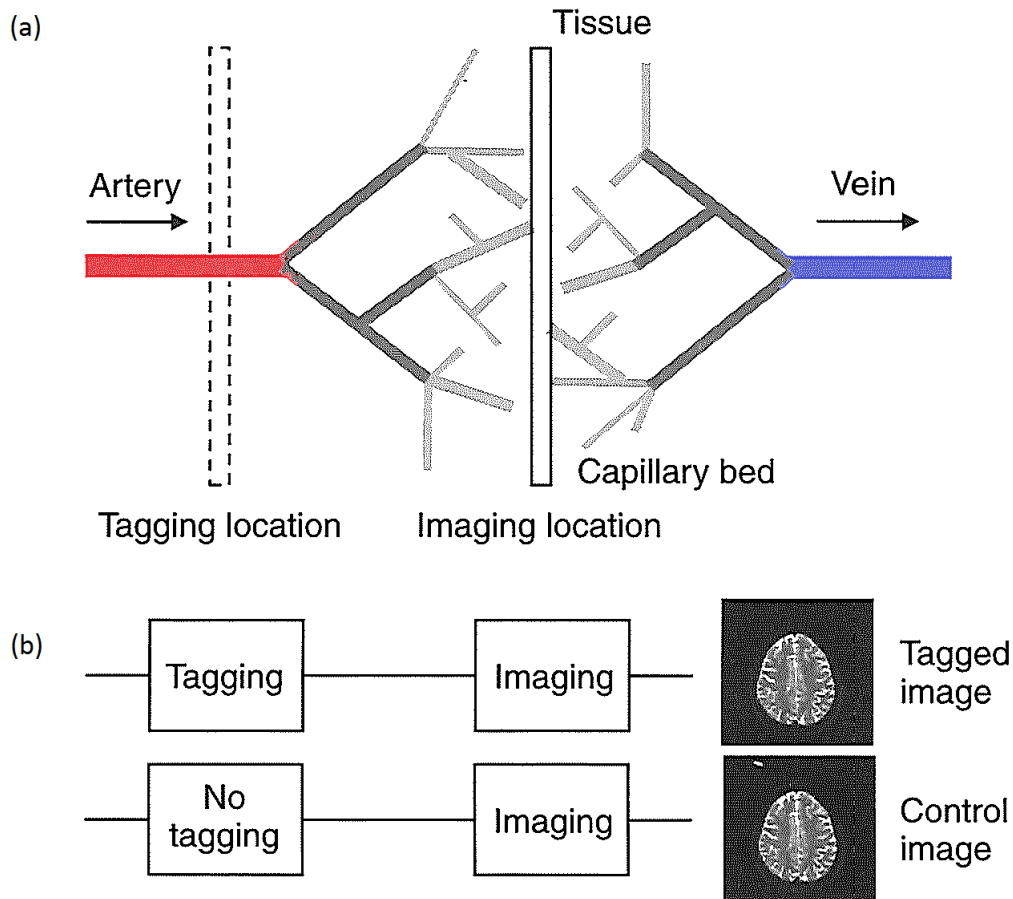 (a)
Tissue
Artery
Vein
Capillary bed
Tagging location
Imaging location
(b)
Tagging
Imaging
Tagged
image
No
tagging
Imaging
Control
image